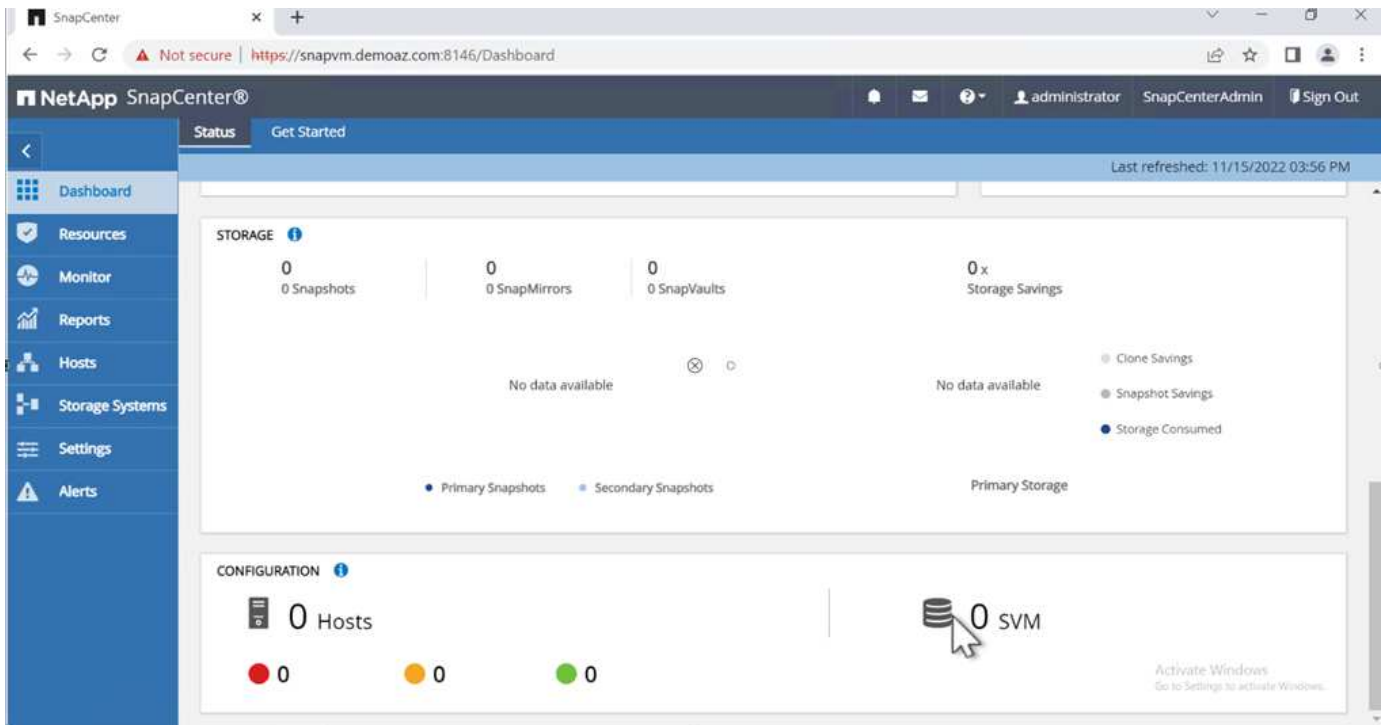 SnapCenter
Not secure | https://snapvm.demoaz.com:8146/Dashboard
NetApp SnapCenter®
administrator SnapCenterAdmin Sign Out
Status Get Started
Last refreshed: 11/15/2022 03:56 PM
Dashboard
Resources
Monitor
Reports
Hosts
Storage Systems
Settings
Alerts
STORAGE
0 0 0 0 x
0 Snapshots 0 SnapMirrors 0 SnapVaults Storage Savings
No data available No data available
Clone Savings
Snapshot Savings
Storage Consumed
Primary Snapshots Secondary Snapshots Primary Storage
CONFIGURATION
0 Hosts 0 SVM
0 0 0
Activate Windows
Go to Settings to activate Windows.